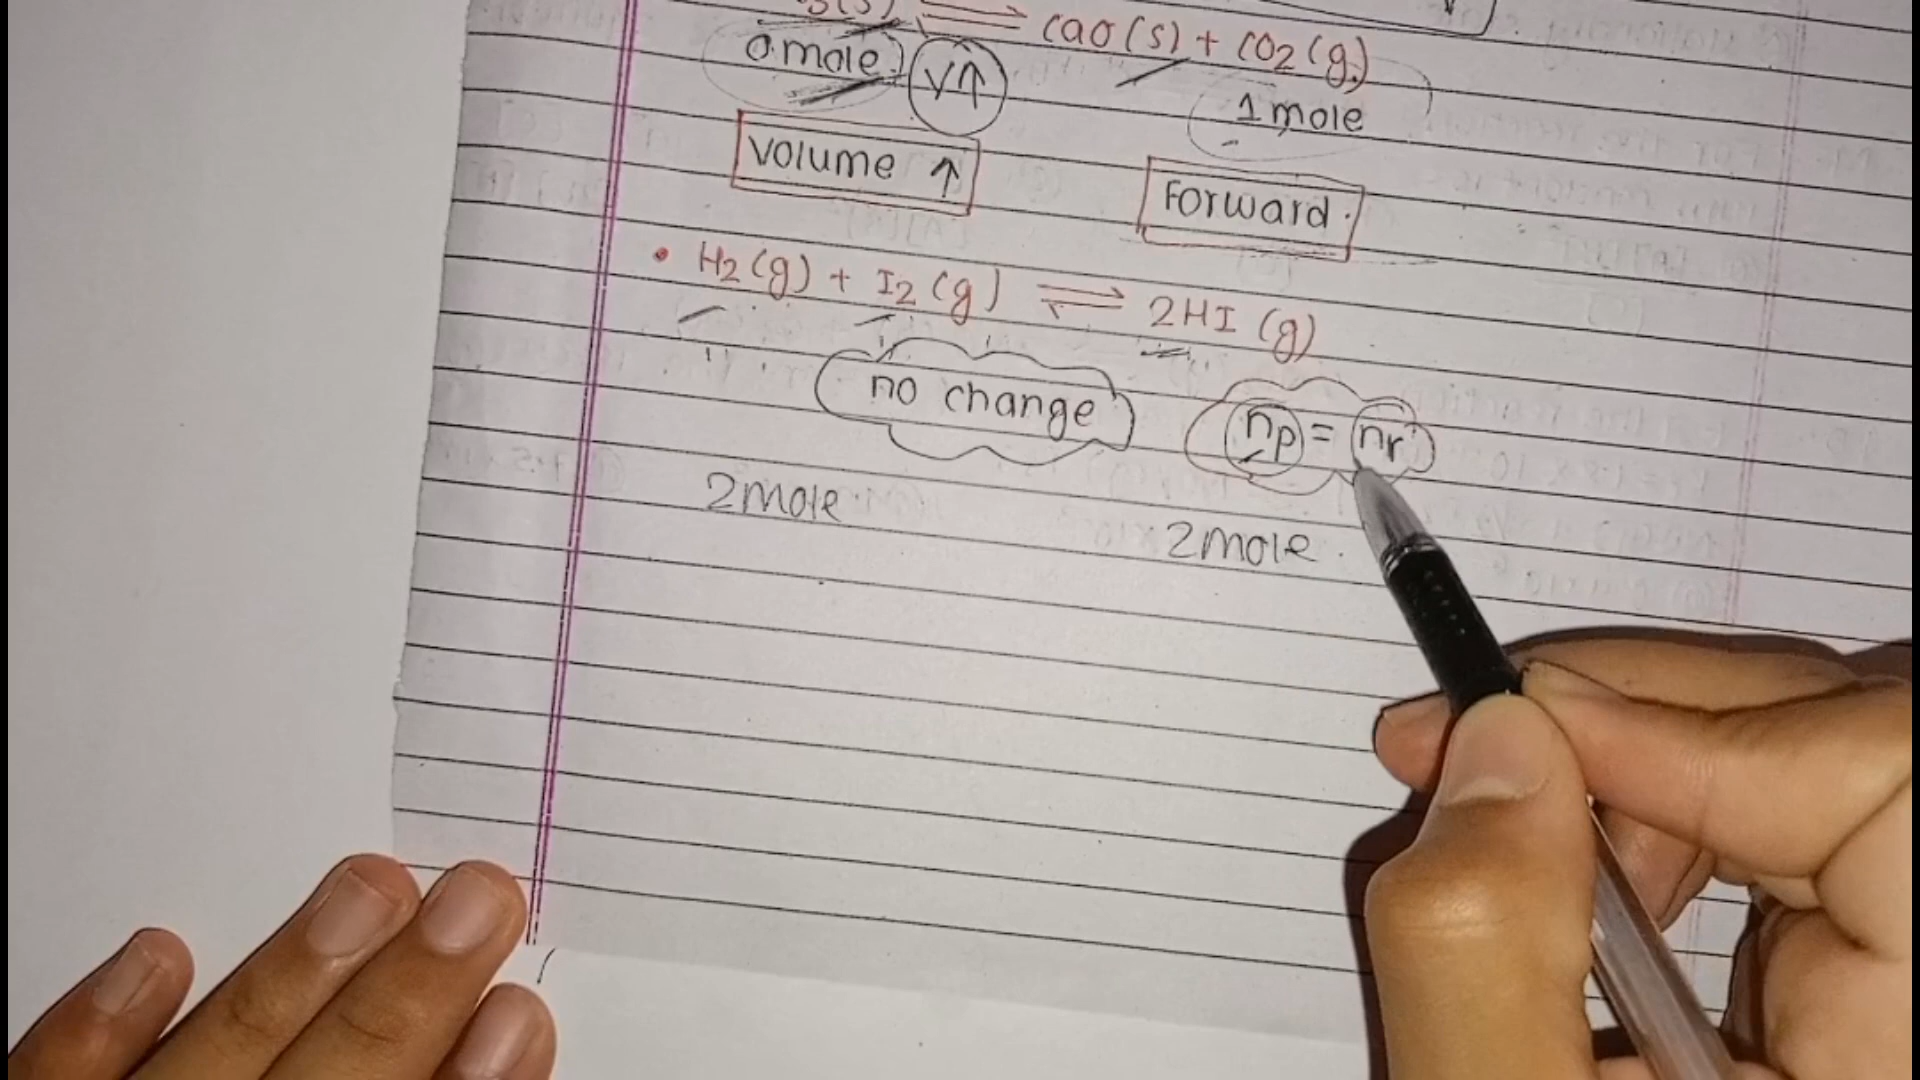 (s) ⇌ CaO(s) + CO2(g)
0 mole V↑ 1 mole
Volume ↑ Forward.
• H2(g) + I2(g) ⇌ 2HI (g)
no change np = nr
2mole 2mole.